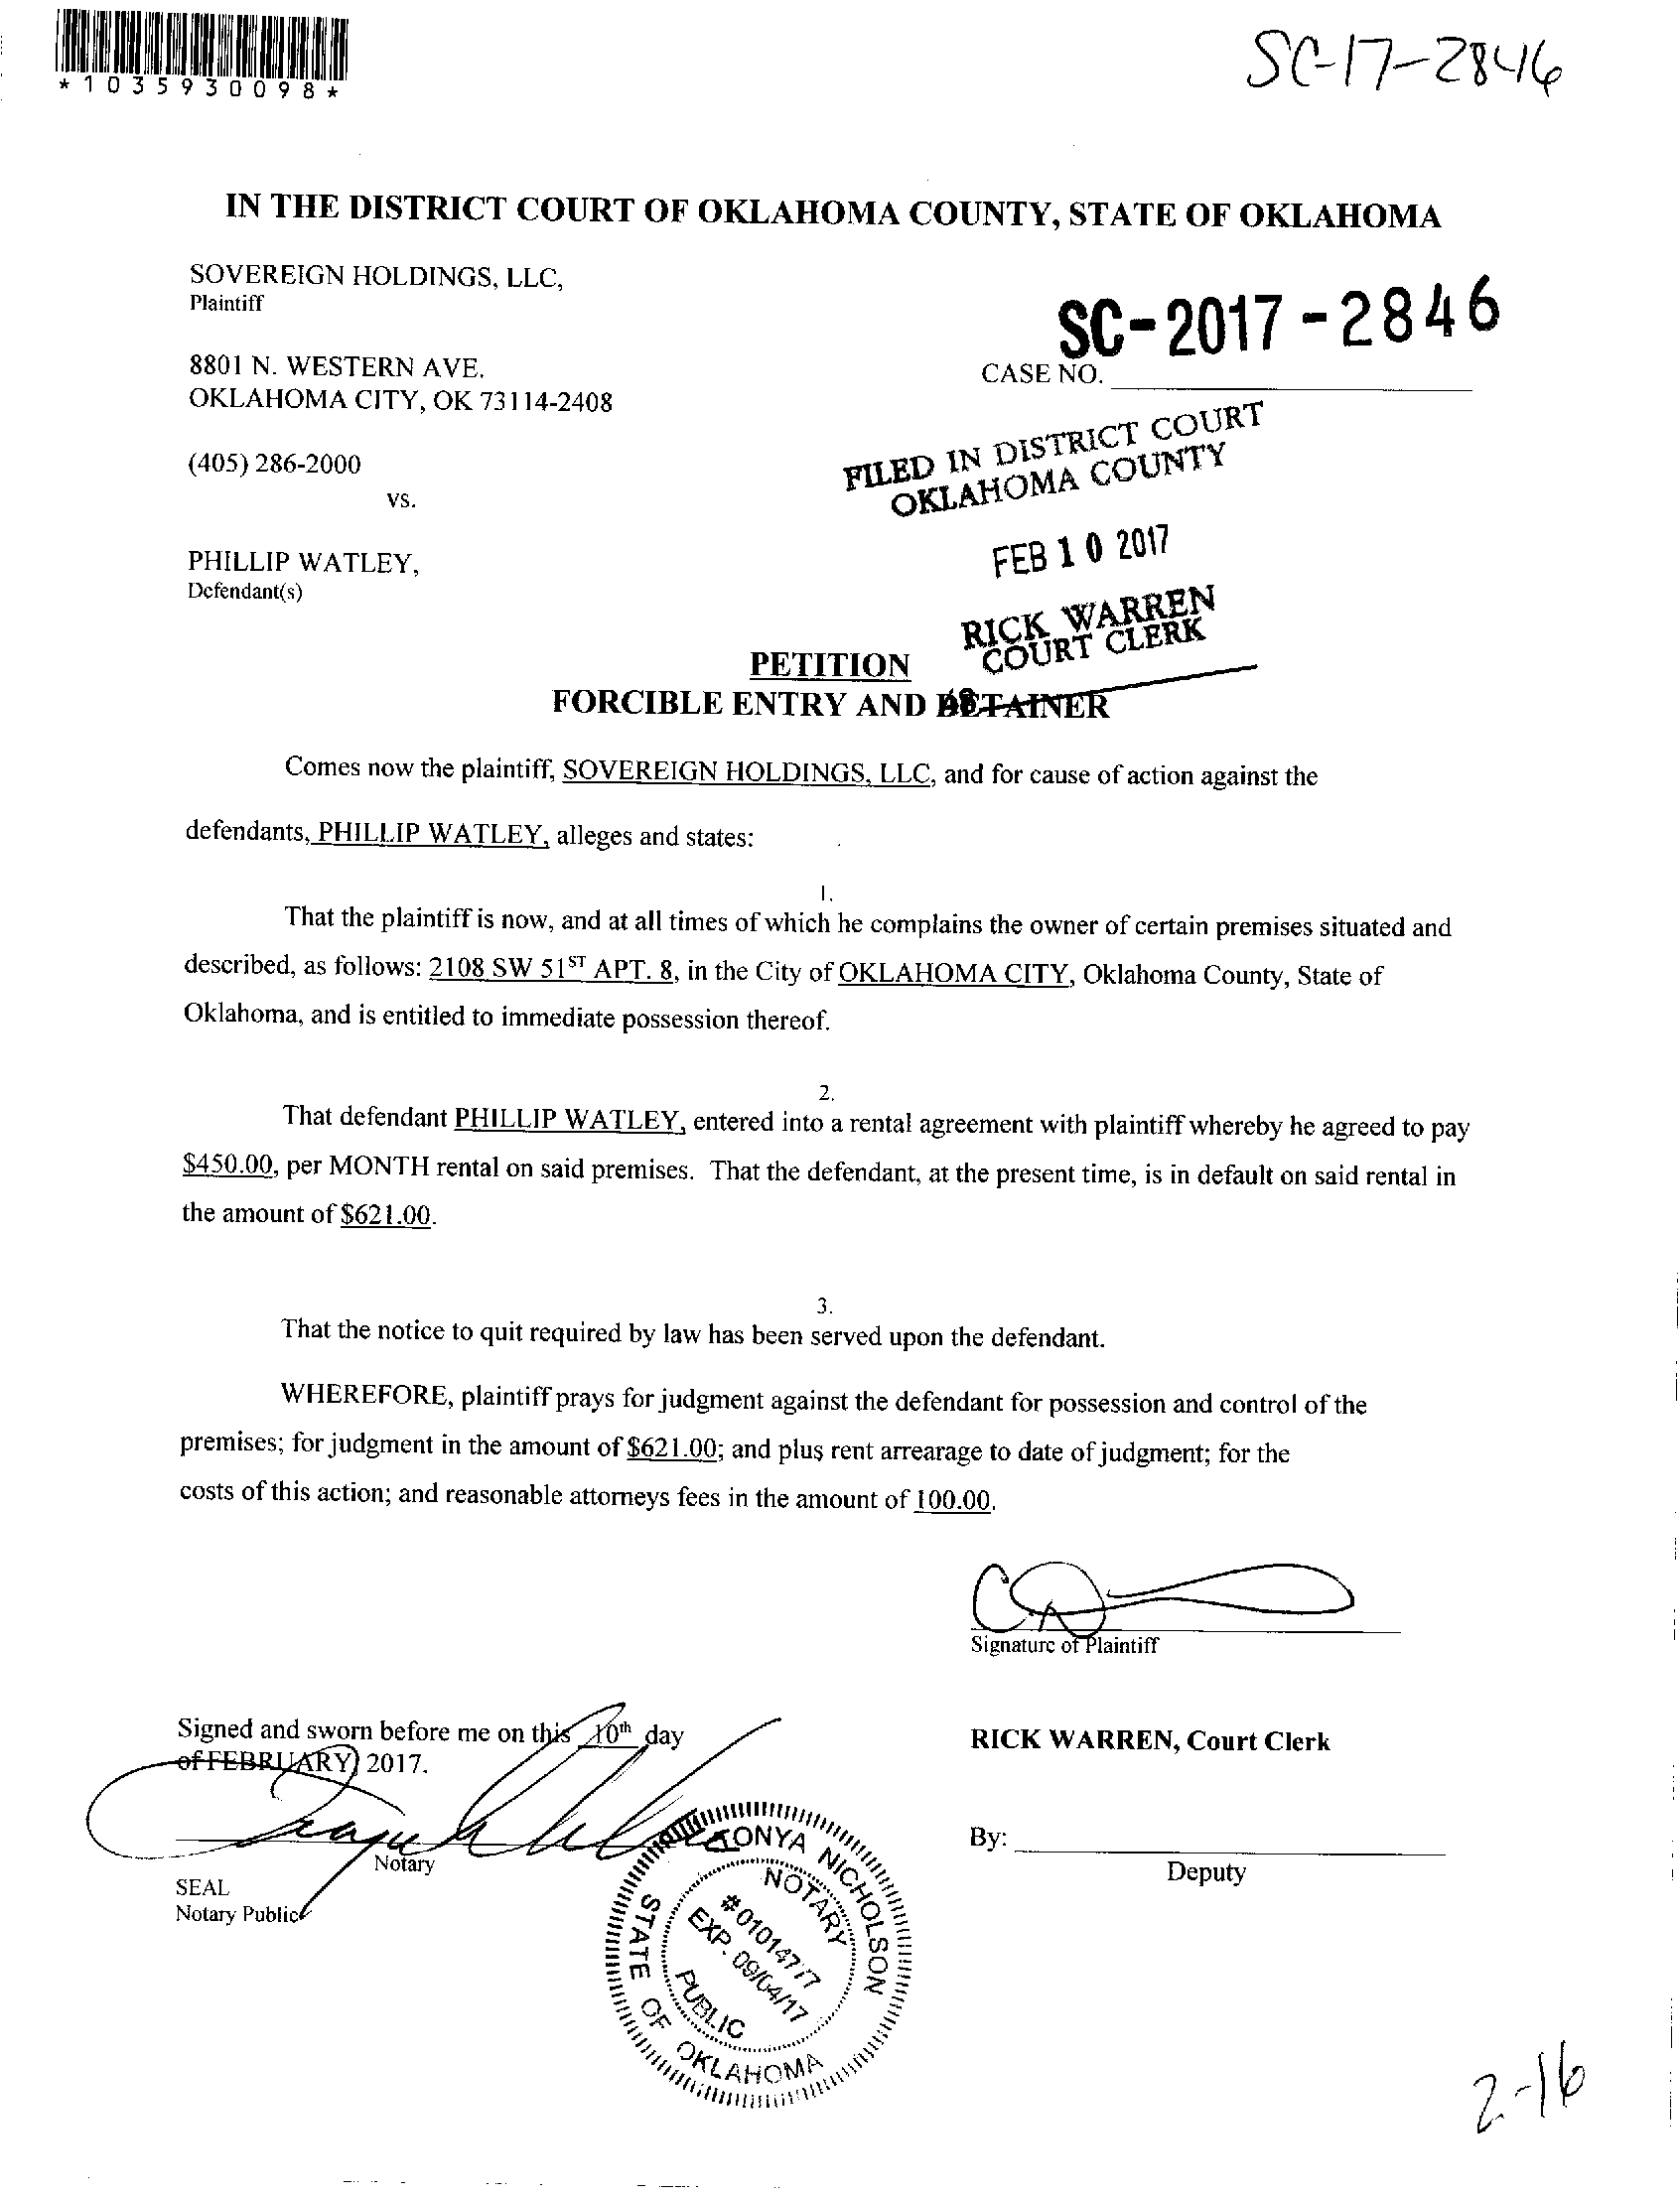 *1035930098*
SC-17-2846
IN THE DISTRICT COURT OF OKLAHOMA COUNTY, STATE OF OKLAHOMA
SOVEREIGN HOLDINGS, LLC,
Plaintiff
SC-2017-2846
8801 N. WESTERN AVE.
CASE NO.
OKLAHOMA CITY, OK 73114-2408
FILED IN DISTRICT COURT
OKLAHOMA COUNTY
(405) 286-2000
vs.
FEB 10 2017
PHILLIP WATLEY,
Defendant(s)
RICK WARREN
COURT CLERK
PETITION
FORCIBLE ENTRY AND DETAINER
Comes now the plaintiff, SOVEREIGN HOLDINGS, LLC, and for cause of action against the
defendants, PHILLIP WATLEY, alleges and states:
1.
That the plaintiff is now, and at all times of which he complains the owner of certain premises situated and
described, as follows: 2108 SW 51ST APT. 8, in the City of OKLAHOMA CITY, Oklahoma County, State of
Oklahoma, and is entitled to immediate possession thereof.
2.
That defendant PHILLIP WATLEY, entered into a rental agreement with plaintiff whereby he agreed to pay
$450.00, per MONTH rental on said premises. That the defendant, at the present time, is in default on said rental in
the amount of $621.00.
3.
That the notice to quit required by law has been served upon the defendant.
WHEREFORE, plaintiff prays for judgment against the defendant for possession and control of the
premises; for judgment in the amount of $621.00; and plus rent arrearage to date of judgment; for the
costs of this action; and reasonable attorneys fees in the amount of 100.00.
Signature of Plaintiff
Signed and sworn before me on this 10th day
of FEBRUARY, 2017.
RICK WARREN, Court Clerk
By:
Deputy
Notary
SEAL
Notary Public
TONYA NICHOLSON
NOTARY
#01014777
EXP. 09/04/17
PUBLIC
STATE OF OKLAHOMA
2-16